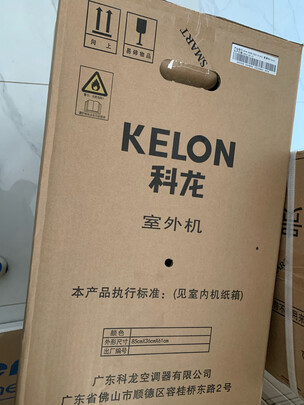 向上
易碎物品
SMART
KELON
科龙
室外机
本产品执行标准：(见室内机纸箱)
颜色
外形尺寸
出厂编号
广东科龙空调器有限公司
广东省佛山市顺德区容桂桥东路2号